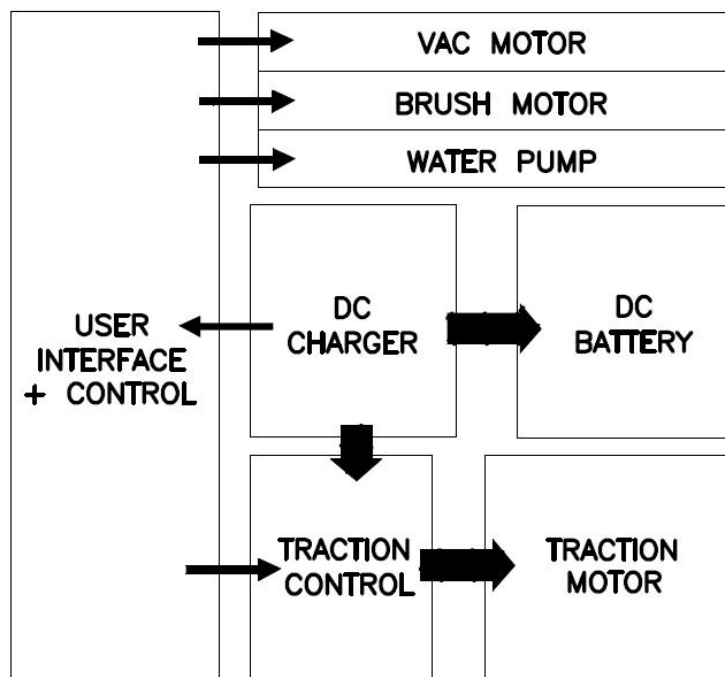 VAC MOTOR
BRUSH MOTOR
WATER PUMP
USER
INTERFACE
+ CONTROL
DC
CHARGER
DC
BATTERY
TRACTION
CONTROL
TRACTION
MOTOR